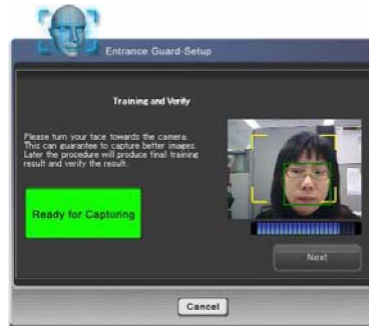 Entrance Guard-Setup
Training and Verify
Please turn your face towards the camera.
This can guarantee to capture better images.
Later the procedure will produce final training
result and verify the result.
Ready for Capturing
Next
Cancel